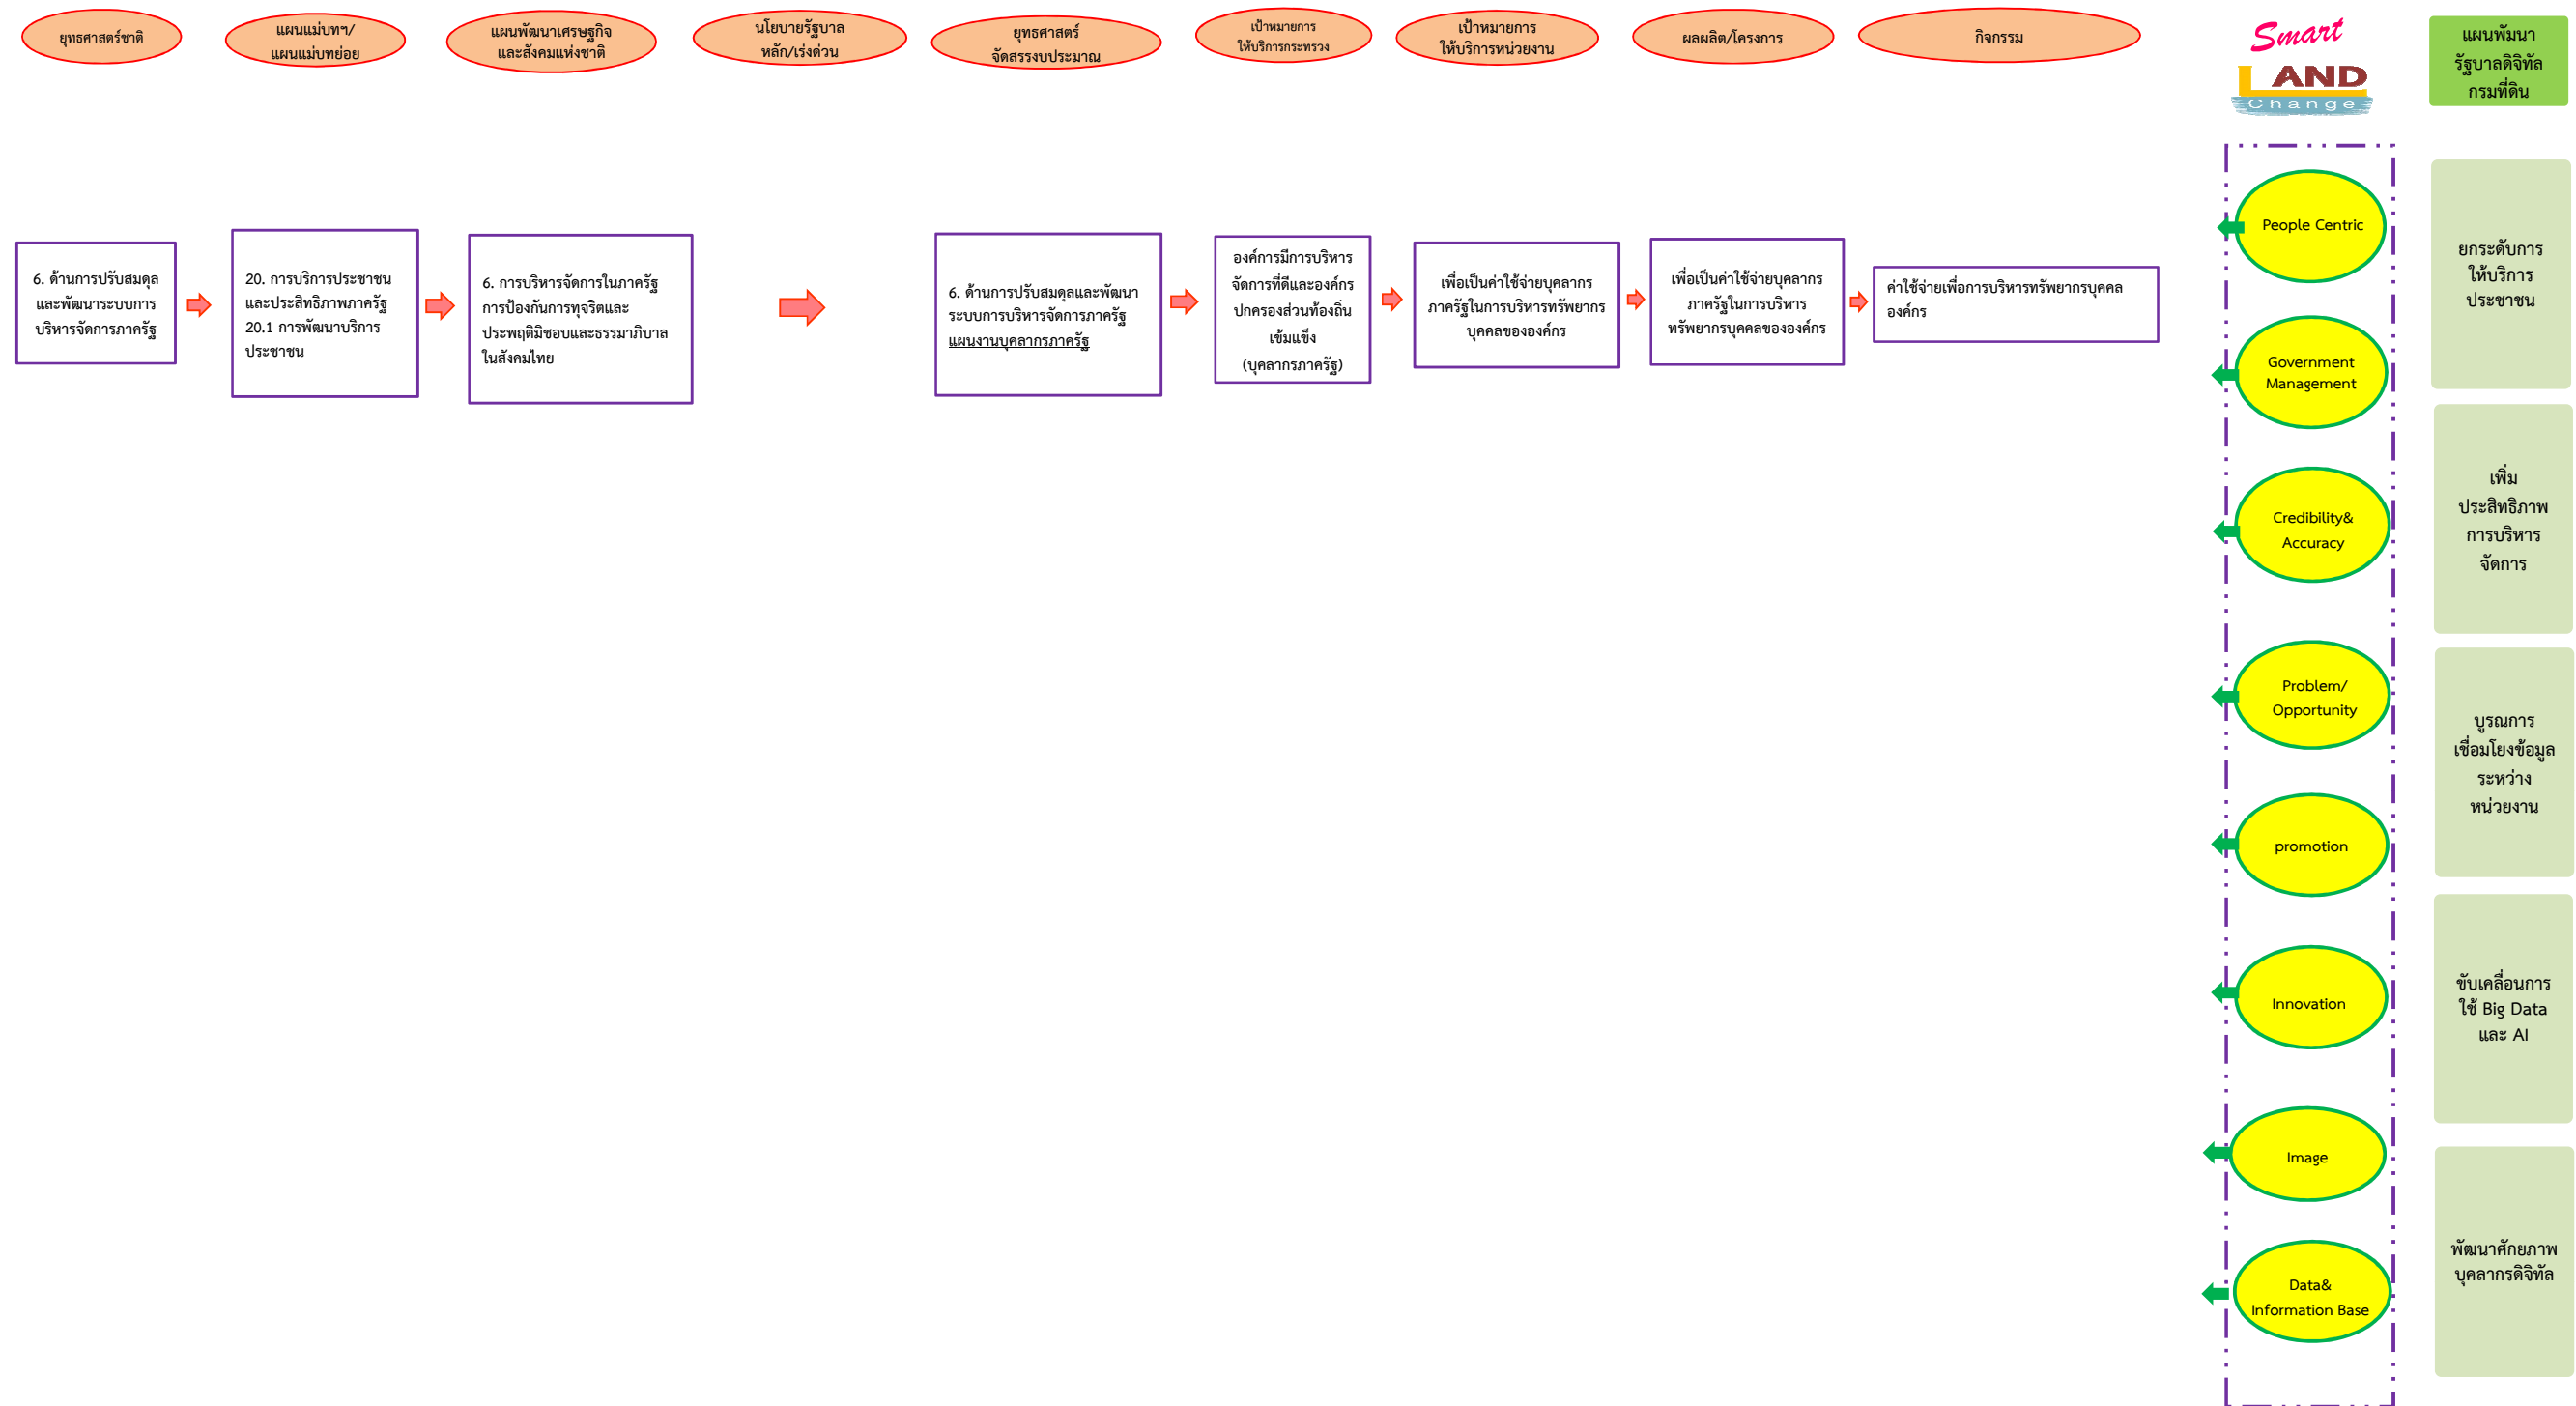 ยุทธศาสตร์ชาติ
แผนแม่บทฯ/
แผนแม่บทย่อย
แผนพัฒนาเศรษฐกิจ
และสังคมแห่งชาติ
นโยบายรัฐบาล
หลัก/เร่งด่วน
ยุทธศาสตร์
จัดสรรงบประมาณ
เป้าหมายการ
ให้บริการกระทรวง
เป้าหมายการ
ให้บริการหน่วยงาน
ผลผลิต/โครงการ
กิจกรรม
Smart
LAND
Change
แผนพัมนา
รัฐบาลดิจิทัล
กรมที่ดิน
6. ด้านการปรับสมดุล
และพัฒนาระบบการ
บริหารจัดการภาครัฐ
20. การบริการประชาชน
และประสิทธิภาพภาครัฐ
20.1 การพัฒนาบริการ
ประชาชน
6. การบริหารจัดการในภาครัฐ
การป้องกันการทุจริตและ
ประพฤติมิชอบและธรรมาภิบาล
ในสังคมไทย
6. ด้านการปรับสมดุลและพัฒนา
ระบบการบริหารจัดการภาครัฐ
แผนงานบุคลากรภาครัฐ
องค์การมีการบริหาร
จัดการที่ดีและองค์กร
ปกครองส่วนท้องถิ่น
เข้มแข็ง
(บุคลากรภาครัฐ)
เพื่อเป็นค่าใช้จ่ายบุคลากร
ภาครัฐในการบริหารทรัพยากร
บุคคลขององค์กร
เพื่อเป็นค่าใช้จ่ายบุคลากร
ภาครัฐในการบริหาร
ทรัพยากรบุคคลขององค์กร
ค่าใช้จ่ายเพื่อการบริหารทรัพยากรบุคคล
องค์กร
People Centric
Government
Management
Credibility&
Accuracy
Problem/
Opportunity
promotion
Innovation
Image
Data&
Information Base
ยกระดับการ
ให้บริการ
ประชาชน
เพิ่ม
ประสิทธิภาพ
การบริหาร
จัดการ
บูรณการ
เชื่อมโยงข้อมูล
ระหว่าง
หน่วยงาน
ขับเคลื่อนการ
ใช้ Big Data
และ AI
พัฒนาศักยภาพ
บุคลากรดิจิทัล